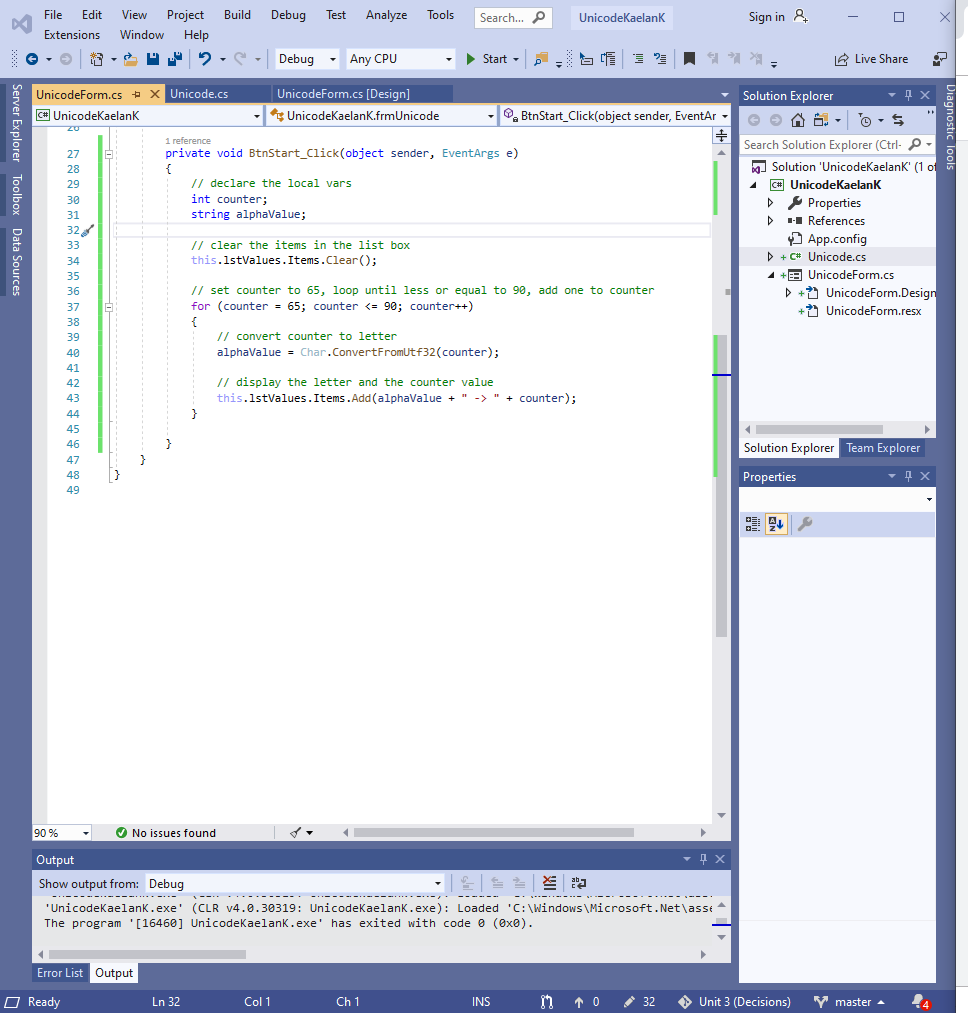 File Edit View Project Build Debug Test Analyze Tools Search... UnicodeKaelanK Sign in
Extensions Window Help
Debug Any CPU Start Live Share
Server Explorer
Toolbox
Data Sources
UnicodeForm.cs Unicode.cs UnicodeForm.cs [Design]
C# UnicodeKaelanK UnicodeKaelanK.frmUnicode BtnStart_Click(object sender, EventAr
26
1 reference
27 private void BtnStart_Click(object sender, EventArgs e)
28 {
29 // declare the local vars
30 int counter;
31 string alphaValue;
32
33 // clear the items in the list box
34 this.lstValues.Items.Clear();
35
36 // set counter to 65, loop until less or equal to 90, add one to counter
37 for (counter = 65; counter <= 90; counter++)
38 {
39 // convert counter to letter
40 alphaValue = Char.ConvertFromUtf32(counter);
41
42 // display the letter and the counter value
43 this.lstValues.Items.Add(alphaValue + " -> " + counter);
44 }
45
46 }
47 }
48 }
49
90 % No issues found
Output
Show output from: Debug
'UnicodeKaelanK.exe' (CLR v4.0.30319: UnicodeKaelanK.exe): Loaded 'C:\Windows\Microsoft.Net\asse
The program '[16460] UnicodeKaelanK.exe' has exited with code 0 (0x0).
Error List Output
Solution Explorer
Search Solution Explorer (Ctrl-
Solution 'UnicodeKaelanK' (1 of
C# UnicodeKaelanK
Properties
References
App.config
C# Unicode.cs
UnicodeForm.cs
UnicodeForm.Design
UnicodeForm.resx
Solution Explorer Team Explorer
Properties
Diagnostic Tools
Ready Ln 32 Col 1 Ch 1 INS 0 32 Unit 3 (Decisions) master 4